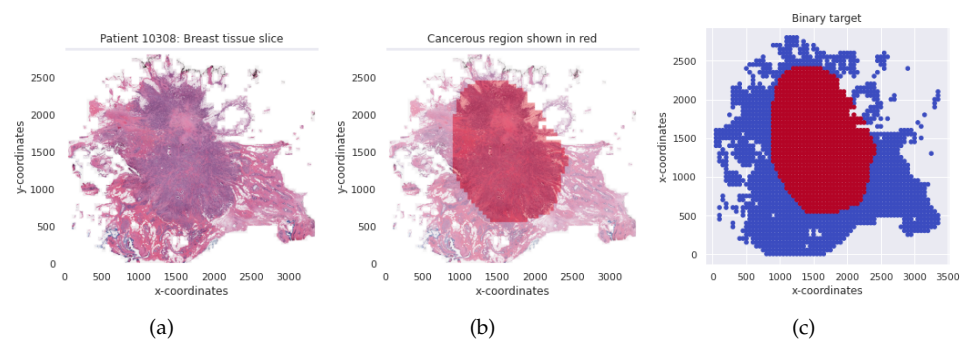 Patient 10308: Breast tissue slice
2500
2000
1500
1000
500
0
y-coordinates
0 500 1000 1500 2000 2500 3000
x-coordinates
(a)
Cancerous region shown in red
2500
2000
1500
1000
500
0
y-coordinates
0 500 1000 1500 2000 2500 3000
x-coordinates
(b)
Binary target
2500
2000
1500
1000
500
0
x-coordinates
0 500 1000 1500 2000 2500 3000 3500
x-coordinates
(c)